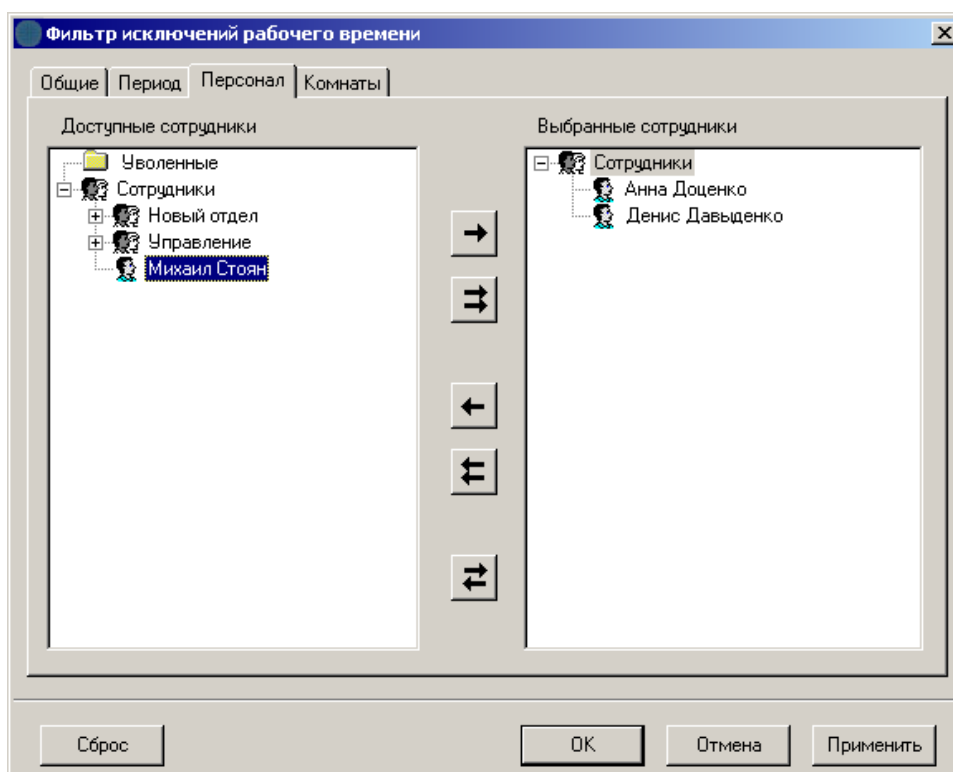 Фильтр исключений рабочего времени
Общие Период Персонал Комнаты
Доступные сотрудники
Уволенные
Сотрудники
Новый отдел
Управление
Михаил Стоян
Выбранные сотрудники
Сотрудники
Анна Доценко
Денис Давыденко
Сброс
OK
Отмена
Применить